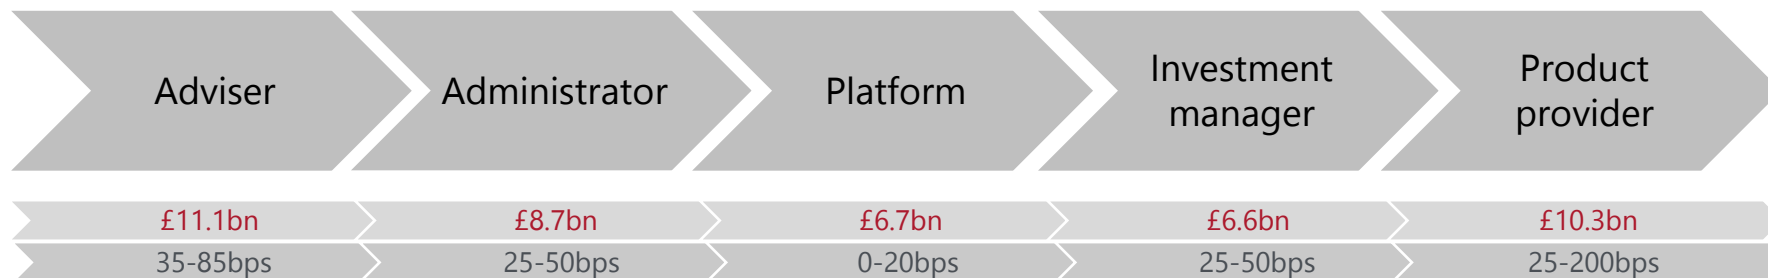 Adviser
Administrator
Platform
Investment
manager
Product
provider
£11.1bn
£8.7bn
£6.7bn
£6.6bn
£10.3bn
35-85bps
25-50bps
0-20bps
25-50bps
25-200bps